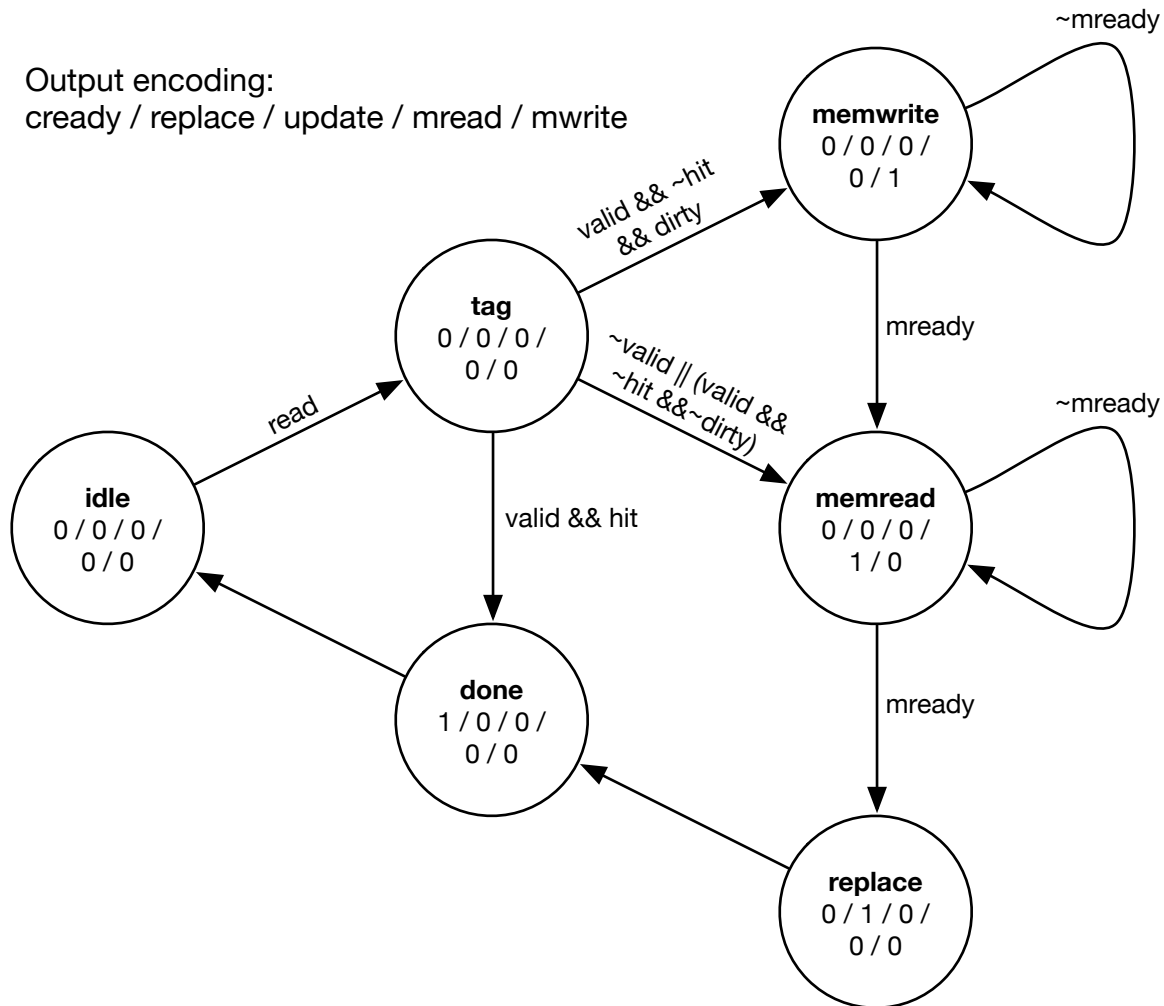 Output encoding:
cready / replace / update / mread / mwrite
~mready
memwrite
0 / 0 / 0 /
0 / 1
valid && ~hit
&& dirty
tag
0 / 0 / 0 /
0 / 0
mready
~valid || (valid &&
~hit &&~dirty)
read
~mready
idle
0 / 0 / 0 /
0 / 0
valid && hit
memread
0 / 0 / 0 /
1 / 0
done
1 / 0 / 0 /
0 / 0
mready
replace
0 / 1 / 0 /
0 / 0